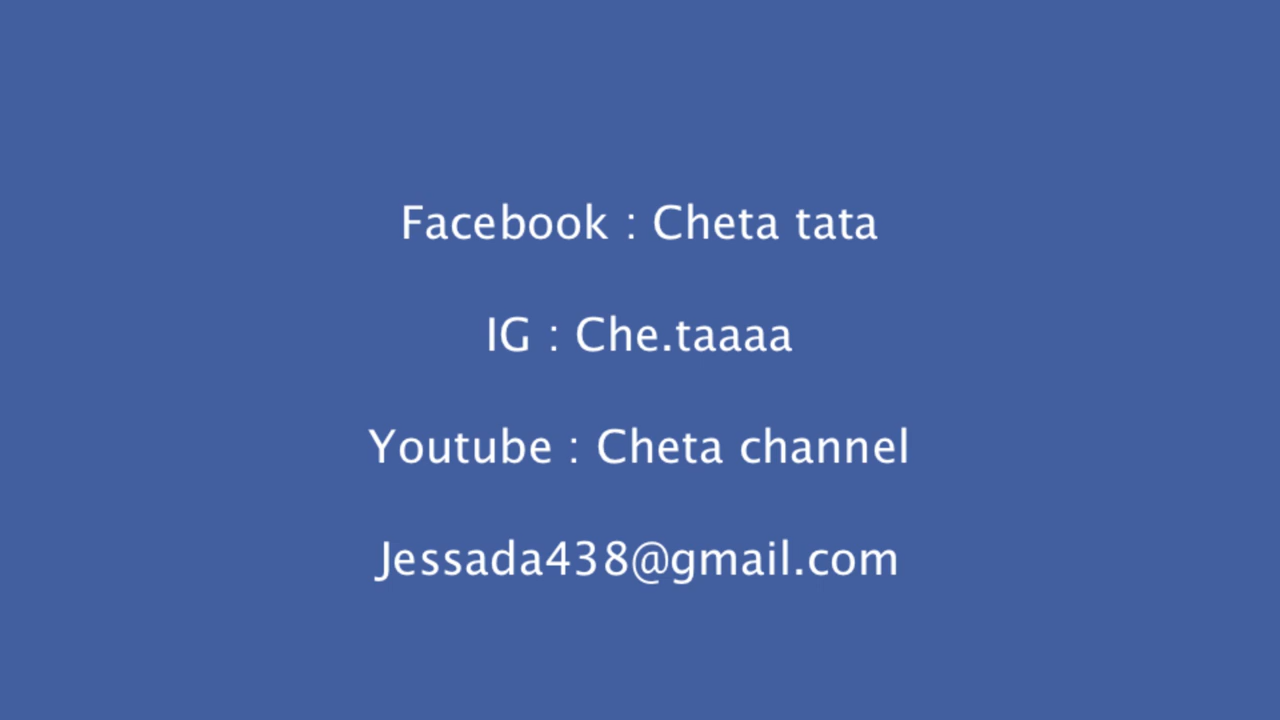 Facebook : Cheta tata
IG : Che.taaaa
Youtube : Cheta channel
Jessada438@gmail.com